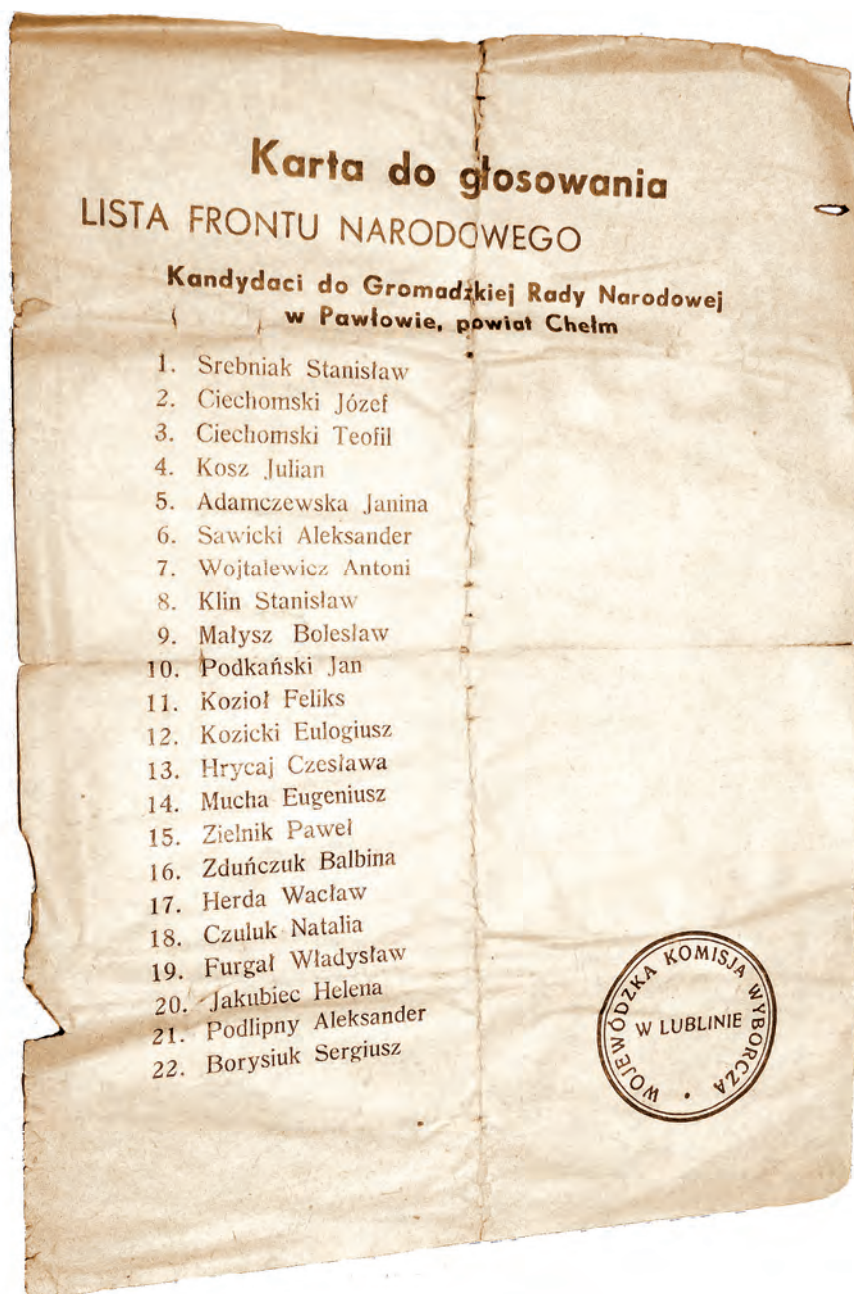 Karta do głosowania
LISTA FRONTU NARODOWEGO
Kandydaci do Gromadzkiej Rady Narodowej
w Pawłowie, powiat Chełm
1. Srebniak Stanisław
2. Ciechomski Józef
3. Ciechomski Teofil
4. Kosz Julian
5. Adamczewska Janina
6. Sawicki Aleksander
7. Wojtalewicz Antoni
8. Klin Stanisław
9. Małysz Bolesław
10. Podkański Jan
11. Kozioł Feliks
12. Kozicki Eulogiusz
13. Hrycaj Czesława
14. Mucha Eugeniusz
15. Zielnik Paweł
16. Zduńczuk Balbina
17. Herda Wacław
18. Czuluk Natalia
19. Furgał Władysław
20. Jakubiec Helena
21. Podlipny Aleksander
22. Borysiuk Sergiusz
WOJEWÓDZKA KOMISJA WYBORCZA
W LUBLINIE